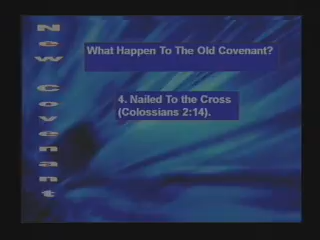 New Covenant
What Happen To The Old Covenant?
4. Nailed To the Cross
(Colossians 2:14).